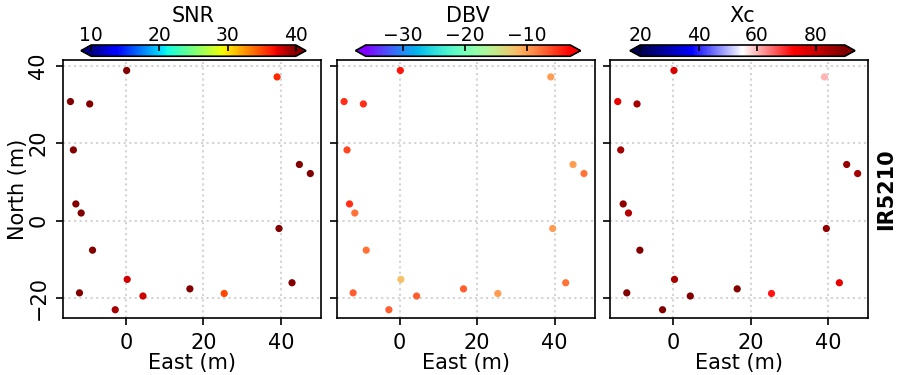 SNR DBV Xc
10 20 30 40 −30 −20 −10 20 40 60 80
40
20
0
−20
North (m)
IR5210
0 20 40 0 20 40 0 20 40
East (m) East (m) East (m)